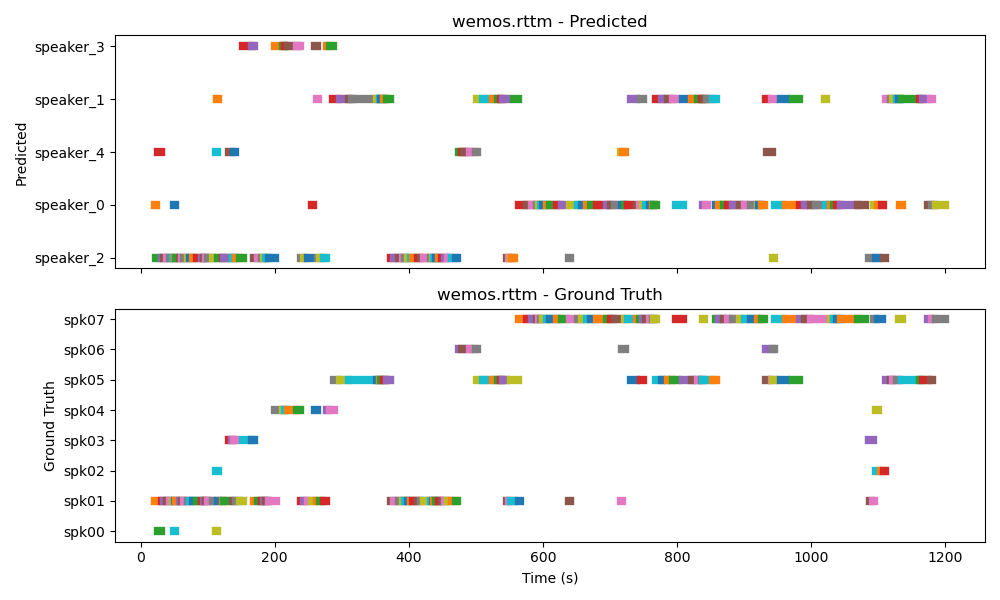 wemos.rttm - Predicted
Predicted
speaker_3
speaker_1
speaker_4
speaker_0
speaker_2
wemos.rttm - Ground Truth
Ground Truth
spk07
spk06
spk05
spk04
spk03
spk02
spk01
spk00
0 200 400 600 800 1000 1200
Time (s)